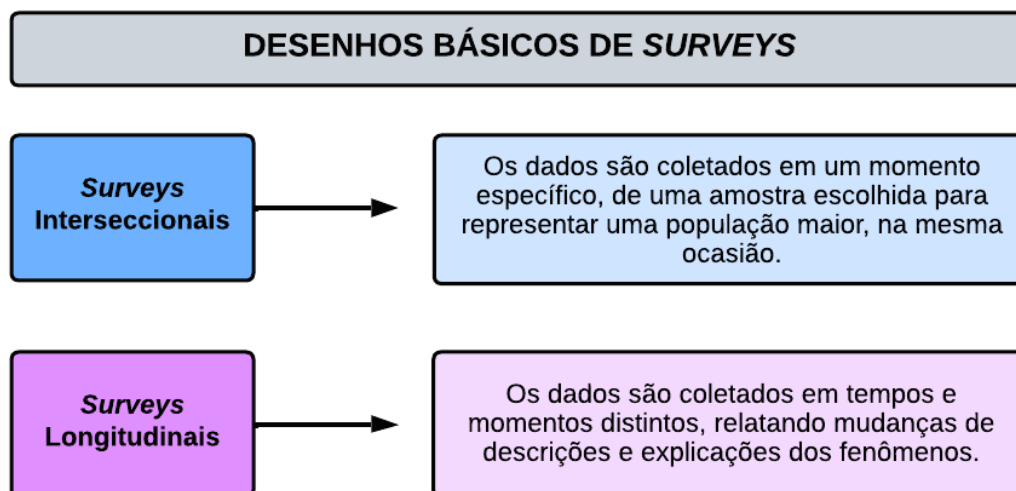 DESENHOS BÁSICOS DE SURVEYS
Surveys
Interseccionais
Os dados são coletados em um momento
específico, de uma amostra escolhida para
representar uma população maior, na mesma
ocasião.
Surveys
Longitudinais
Os dados são coletados em tempos e
momentos distintos, relatando mudanças de
descrições e explicações dos fenômenos.